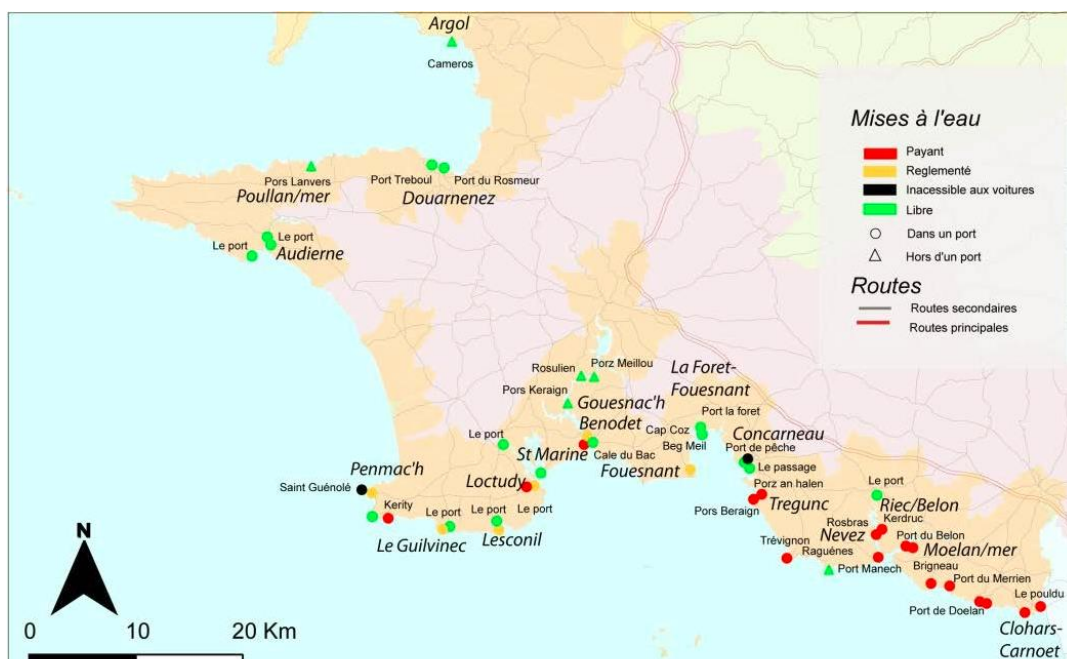 Argol
Cameros
Pors Lanvers
Poullan/mer
Port Treboul
Port du Rosmeur
Douarnenez
Le port
Le port
Audierne
Mises à l'eau
Payant
Reglementé
Inacessible aux voitures
Libre
Dans un port
Hors d'un port
Routes
Routes secondaires
Routes principales
Rosulien
Porz Meillou
Pors Keraign
Gouesnac'h
Benodet
La Foret-
Fouesnant
Port la foret
Cap Coz
Beg Meil
Concarneau
Port de pêche
Le passage
Le port
St Marine
Cale du Bac
Fouesnant
Penmac'h
Saint Guénolé
Loctudy
Le port
Kerity
Le port
Le port
Le Guilvinec
Lesconil
Porz an halen
Pors Beraign
Tregunc
Le port
Riec/Belon
Rosbras
Kerdruc
Nevez
Port du Belon
Moelan/mer
Trévignon
Raguénes
Port Manech
Brigneau
Port du Merrien
Port de Doelan
Le pouldu
Clohars-
Carnoet
N
0 10 20 Km